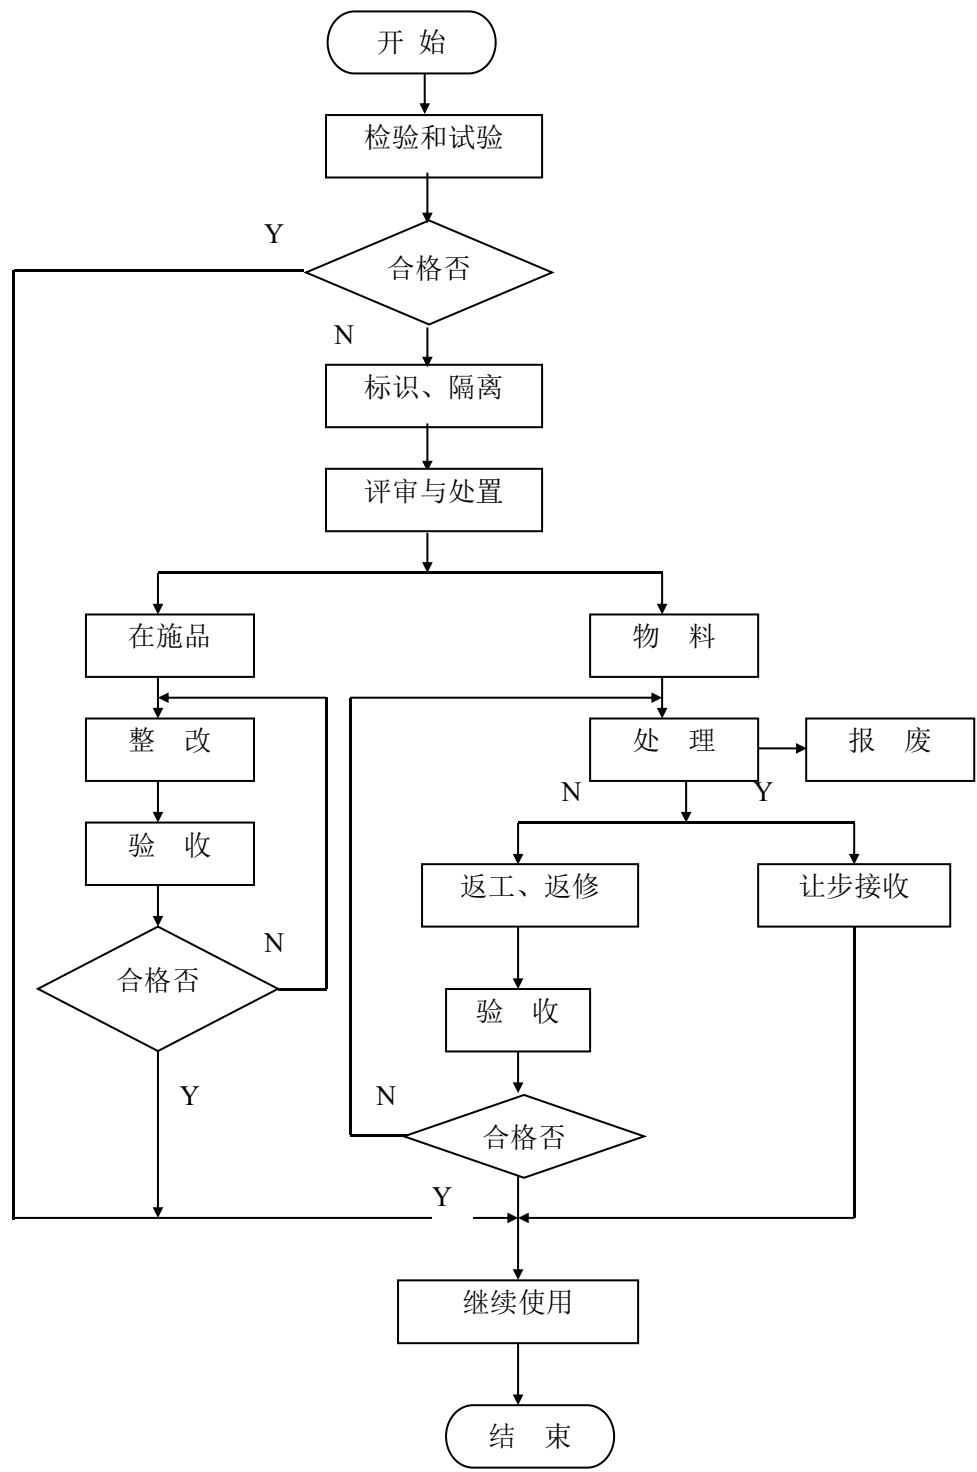 开 始
检验和试验
Y
合格否
N
标识、隔离
评审与处置
在施品
物 料
整 改
处 理
报 废
N
Y
验 收
返工、返修
让步接收
N
合格否
验 收
Y
N
合格否
Y
继续使用
结 束